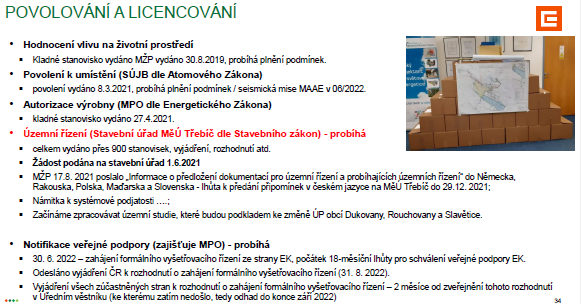 POVOLOVÁNÍ A LICENCOVÁNÍ
• Hodnocení vlivu na životní prostředí
• Kladné stanovisko vydáno MŽP vydáno 30.8.2019, probíhá plnění podmínek.
• Povolení k umístění (SÚJB dle Atomového Zákona)
• povolení vydáno 8.3.2021, probíhá plnění podmínek / seismická mise MAAE v 06/2022.
• Autorizace výrobny (MPO dle Energetického Zákona)
• kladné stanovisko vydáno 27.4.2021.
• Územní řízení (Stavební úřad MěÚ Třebíč dle Stavebního zákon) - probíhá
• celkem vydáno přes 900 stanovisek, vyjádření, rozhodnutí atd.
• Žádost podána na stavební úřad 1.6.2021
• MŽP 17.8. 2021 poslalo „Informace o předložení dokumentací pro územní řízení a probíhajících územních řízení" do Německa,
Rakouska, Polska, Maďarska a Slovenska - lhůta k předání připomínek v českém jazyce na MěÚ Třebíč do 29.12. 2021;
• Námitka k systémové podjatosti ….;
• Začínáme zpracovávat územní studie, které budou podkladem ke změně ÚP obcí Dukovany, Rouchovany a Slavětice.
• Notifikace veřejné podpory (zajišťuje MPO) - probíhá
• 30. 6. 2022 – zahájení formálního vyšetřovacího řízení ze strany EK, počátek 18-měsíční lhůty pro schválení veřejné podpory EK.
• Odesláno vyjádření ČR k rozhodnutí o zahájení formálního vyšetřovacího řízení (31. 8. 2022).
• Vyjádření všech zúčastněných stran k rozhodnutí o zahájení formálního vyšetřovacího řízení – 2 měsíce od zveřejnění tohoto rozhodnutí
v Úředním věstníku (ke kterému zatím nedošlo, tedy odhad do konce září 2022)
34